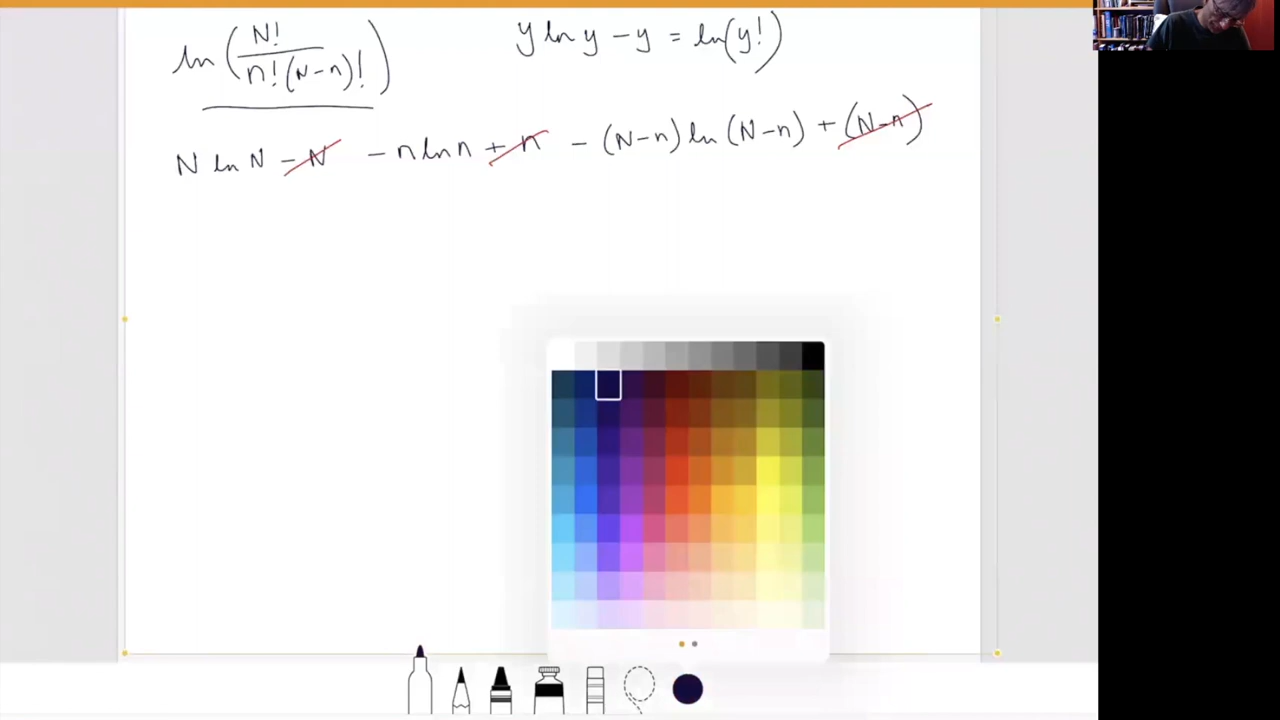 ln(N!/n!(N-n)!) y ln y - y = ln(y!)
N ln N - N - n ln n + n - (N-n) ln (N-n) + (N-n)